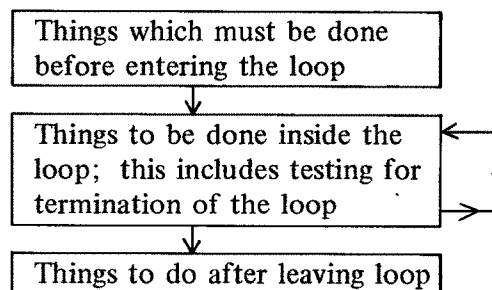 Things which must be done
before entering the loop
Things to be done inside the
loop; this includes testing for
termination of the loop
Things to do after leaving loop